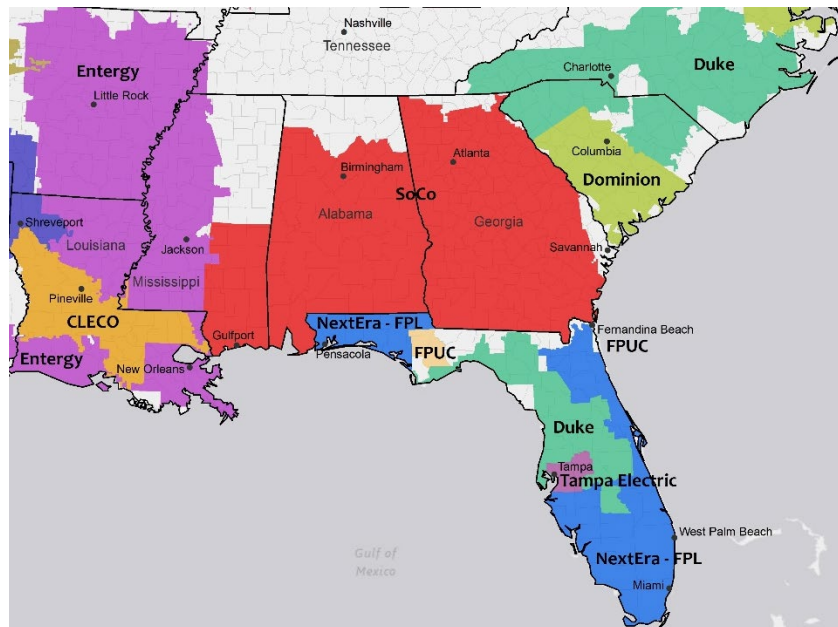 Nashville
Tennessee
Entergy
Little Rock
Charlotte
Duke
Columbia
Dominion
Birmingham
Atlanta
SoCo
Alabama
Georgia
Shreveport
Louisiana
Jackson
Mississippi
Savannah
Pineville
CLECO
Gulfport
NextEra - FPL
Pensacola
FPUC
Fernandina Beach
FPUC
Entergy
New Orleans
Duke
Tampa
Tampa Electric
West Palm Beach
Gulf of
Mexico
NextEra - FPL
Miami